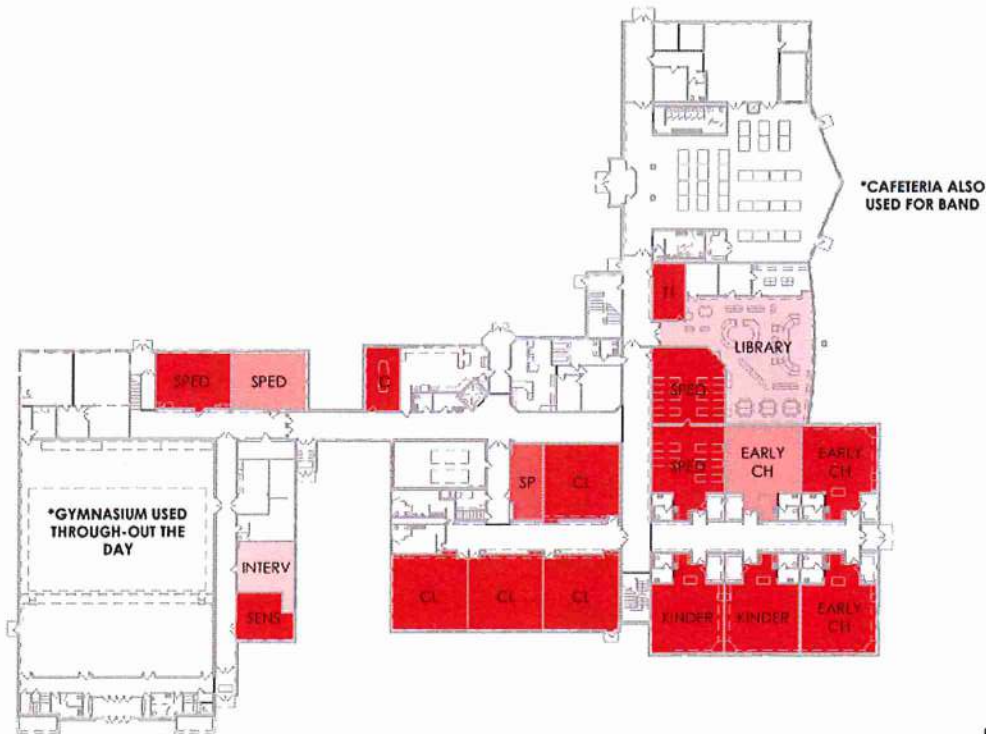 *CAFETERIA ALSO
USED FOR BAND
LIBRARY
SPED
SPED
SPED
SPED
EARLY
CH
EARLY
CH
SP
CL
*GYMNASIUM USED
THROUGH-OUT THE
DAY
INTERV
SENS
CL
CL
CL
KINDER
KINDER
EARLY
CH